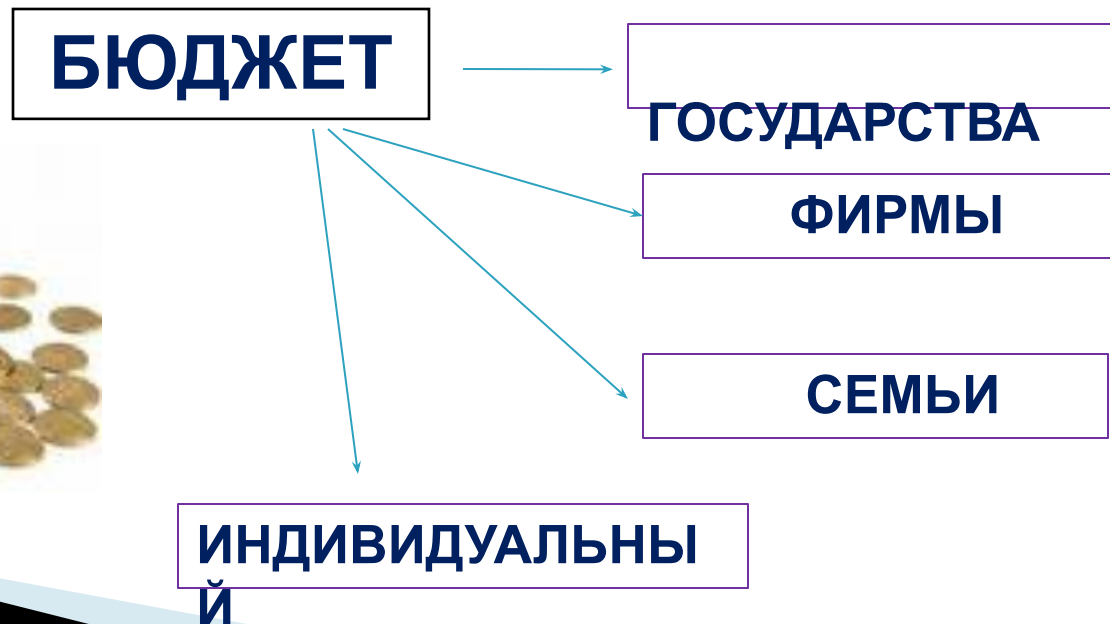 БЮДЖЕТ
ГОСУДАРСТВА
ФИРМЫ
СЕМЬИ
ИНДИВИДУАЛЬНЫ
Й